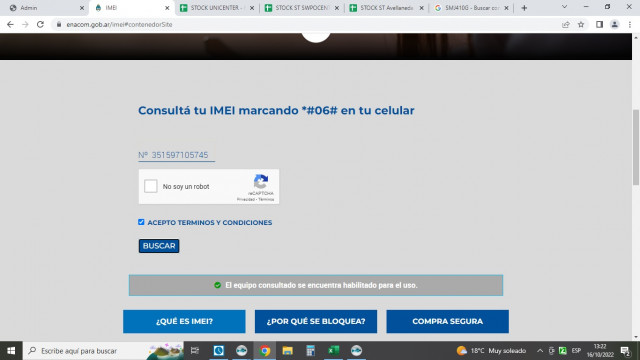 Admin
IMEI
STOCK UNICENTER -
STOCK ST SWPOCENT
STOCK ST Avellaneda
SM-410G - Buscar con
enacom.gob.ar/imei#contenedorSite
Consultá tu IMEI marcando *#06# en tu celular
Nº 351597105745
No soy un robot
reCAPTCHA
Privacidad - Términos
ACEPTO TERMINOS Y CONDICIONES
BUSCAR
El equipo consultado se encuentra habilitado para el uso.
¿QUÉ ES IMEI?
¿POR QUÉ SE BLOQUEA?
COMPRA SEGURA
Escribe aquí para buscar
18°C Muy soleado
ESP
13:22
16/10/2022